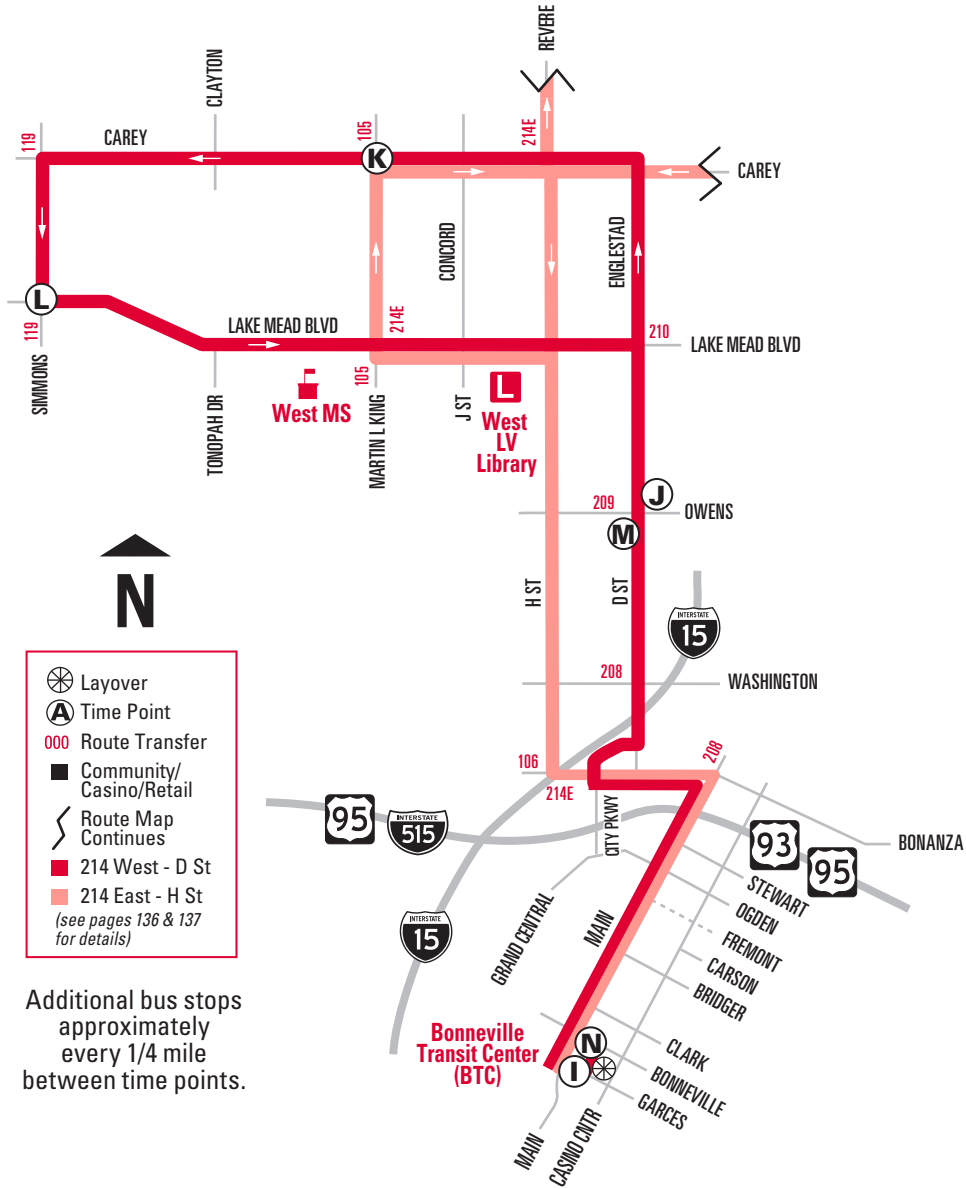 REVERE
CLAYTON
119
CAREY
105
214E
K
CAREY
CONCORD
ENGLESTAD
L
119
SIMMONS
LAKE MEAD BLVD
214E
210
LAKE MEAD BLVD
105
West MS
L
West
LV
Library
TONOPAH DR
MARTIN L KING
J ST
J
209
OWENS
M
N
H ST
D ST
INTERSTATE
15
208
WASHINGTON
Layover
A Time Point
000 Route Transfer
Community/
Casino/Retail
Route Map
Continues
214 West - D St
214 East - H St
(see pages 136 & 137
for details)
106
214E
208
95
INTERSTATE
515
CITY PKWY
93
95
BONANZA
STEWART
OGDEN
FREMONT
CARSON
BRIDGER
GRAND CENTRAL
MAIN
INTERSTATE
15
Additional bus stops
approximately
every 1/4 mile
between time points.
Bonneville
Transit Center
(BTC)
N
I
CLARK
BONNEVILLE
GARCES
MAIN
CASINO CNTR